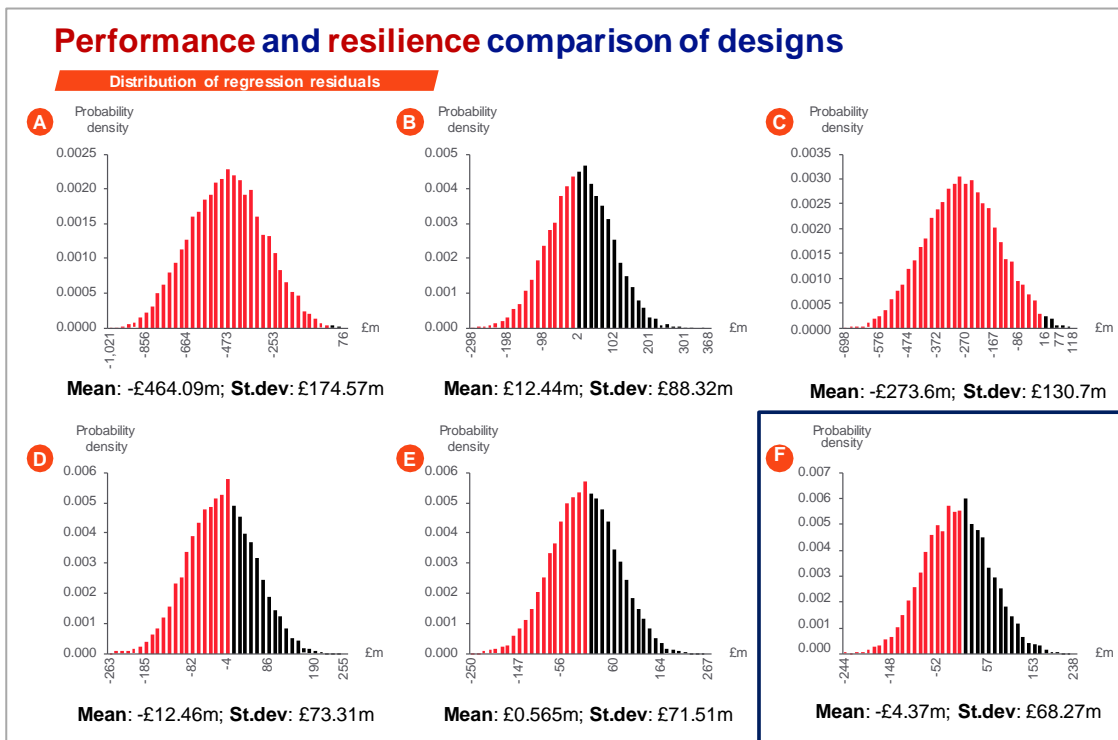 Performance and resilience comparison of designs
Distribution of regression residuals
A
Probability
density
0.0025
0.0020
0.0015
0.0010
0.0005
0.0000
-1,021
-856
-664
-473
-253
76
£m
Mean: -£464.09m; St.dev: £174.57m
B
Probability
density
0.005
0.004
0.003
0.002
0.001
0.000
-298
-198
-98
2
102
201
301
368
£m
Mean: £12.44m; St.dev: £88.32m
C
Probability
density
0.0035
0.0030
0.0025
0.0020
0.0015
0.0010
0.0005
0.0000
-698
-576
-474
-372
-270
-167
-86
16
77
118
£m
Mean: -£273.6m; St.dev: £130.7m
D
Probability
density
0.006
0.005
0.004
0.003
0.002
0.001
0.000
-263
-185
-82
-4
86
190
255
£m
Mean: -£12.46m; St.dev: £73.31m
E
Probability
density
0.006
0.005
0.004
0.003
0.002
0.001
0.000
-250
-147
-56
60
164
267
£m
Mean: £0.565m; St.dev: £71.51m
F
Probability
density
0.007
0.006
0.005
0.004
0.003
0.002
0.001
0.000
-244
-148
-52
57
153
238
£m
Mean: -£4.37m; St.dev: £68.27m